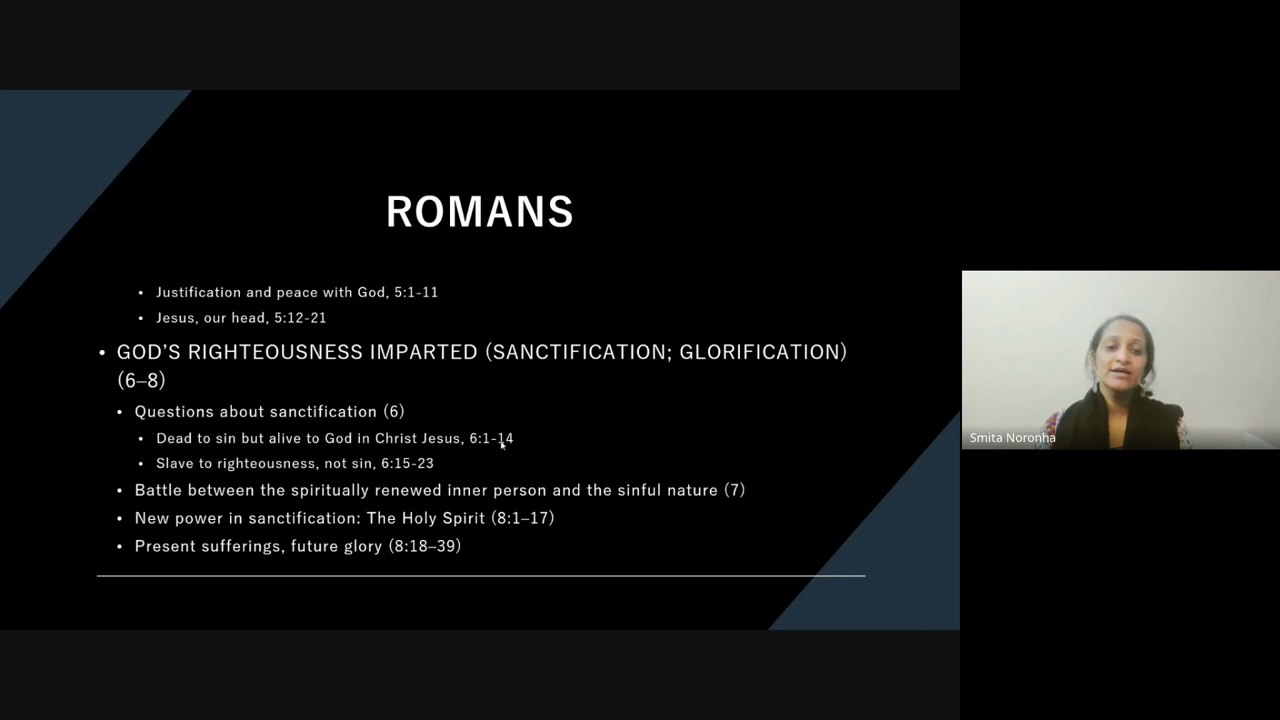 ROMANS
• Justification and peace with God, 5:1-11
• Jesus, our head, 5:12-21
• GOD’S RIGHTEOUSNESS IMPARTED (SANCTIFICATION; GLORIFICATION)
(6–8)
• Questions about sanctification (6)
• Dead to sin but alive to God in Christ Jesus, 6:1-14
• Slave to righteousness, not sin, 6:15-23
• Battle between the spiritually renewed inner person and the sinful nature (7)
• New power in sanctification: The Holy Spirit (8:1–17)
• Present sufferings, future glory (8:18–39)
Smita Noronha